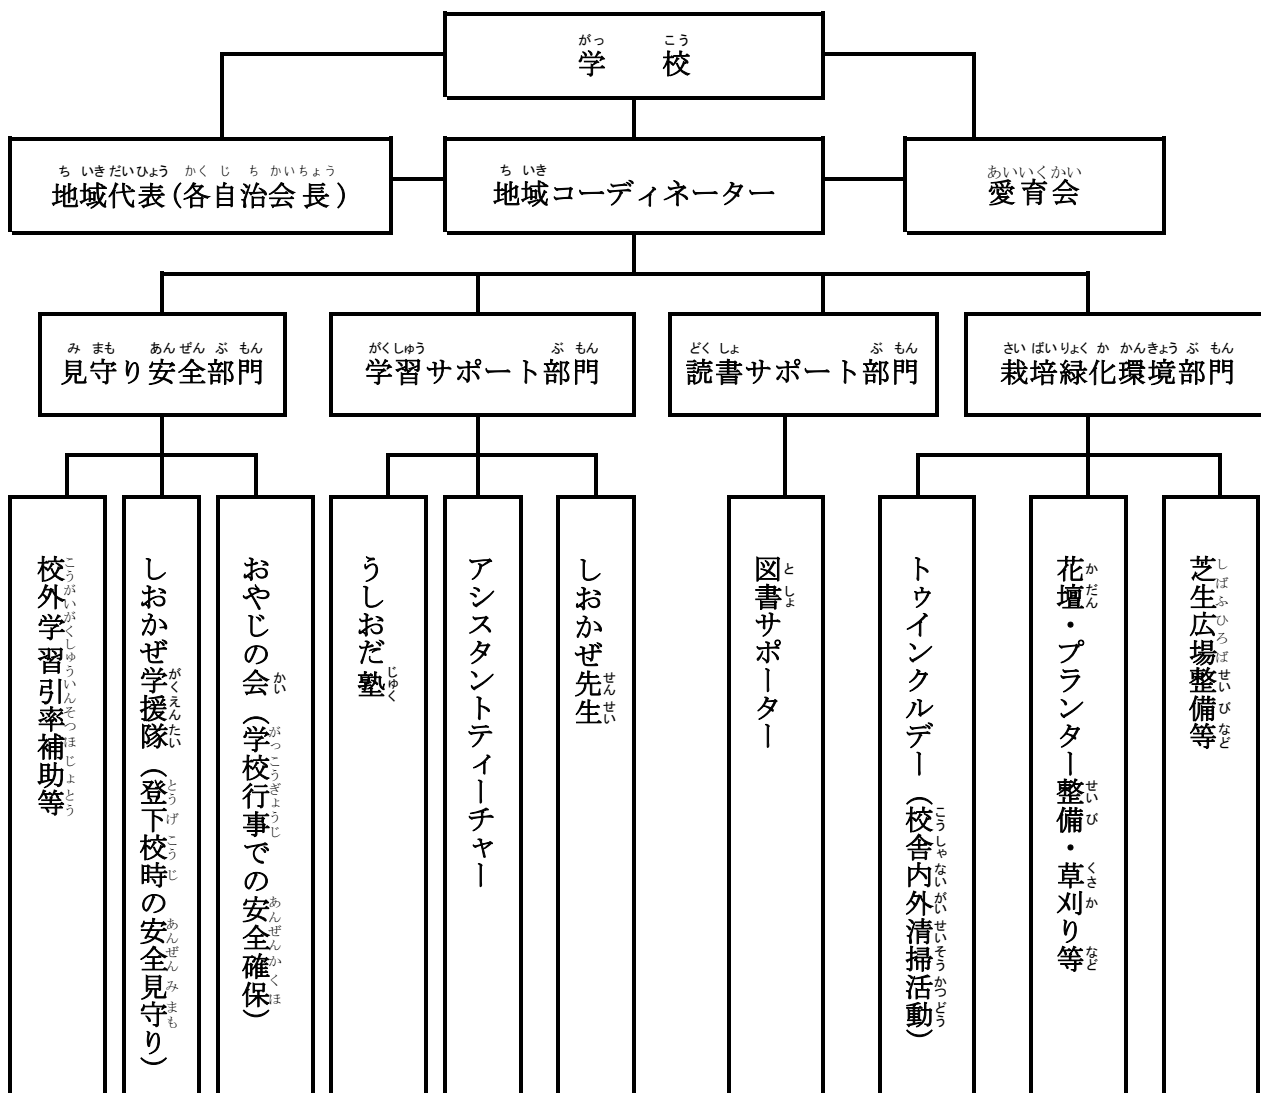 学校
地域代表(各自治会長)
地域コーディネーター
愛育会
見守り安全部門
学習サポート部門
読書サポート部門
栽培緑化環境部門
校外学習引率補助等
しおかぜ学援隊(登下校時の安全見守り)
おやじの会(学校行事での安全確保)
うしおだ塾
アシスタントティーチャー
しおかぜ先生
図書サポーター
トゥインクルデー(校舎内外清掃活動)
花壇・プランター整備・草刈り等
芝生広場整備等